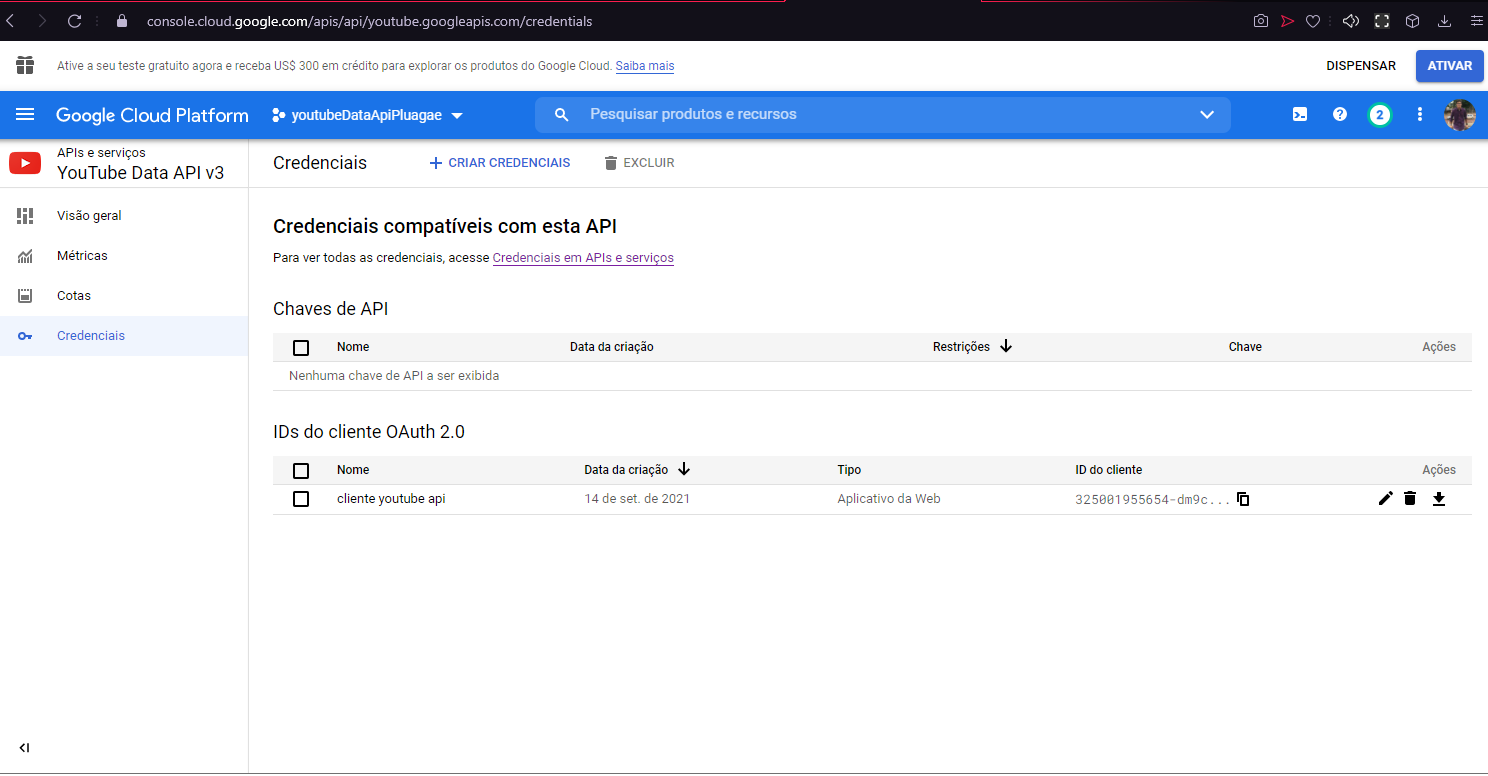 console.cloud.google.com/apis/api/youtube.googleapis.com/credentials
Ative a seu teste gratuito agora e receba US$ 300 em crédito para explorar os produtos do Google Cloud. Saiba mais
DISPENSAR
ATIVAR
Google Cloud Platform
youtubeDataApiPluagae
Pesquisar produtos e recursos
2
APIs e serviços
YouTube Data API v3
Credenciais
CRIAR CREDENCIAIS
EXCLUIR
Visão geral
Métricas
Cotas
Credenciais
Credenciais compatíveis com esta API
Para ver todas as credenciais, acesse Credenciais em APIs e serviços
Chaves de API
Nome Data da criação Restrições Chave Ações
Nenhuma chave de API a ser exibida
IDs do cliente OAuth 2.0
Nome Data da criação Tipo ID do cliente Ações
cliente youtube api 14 de set. de 2021 Aplicativo da Web 325001955654-dm9c...